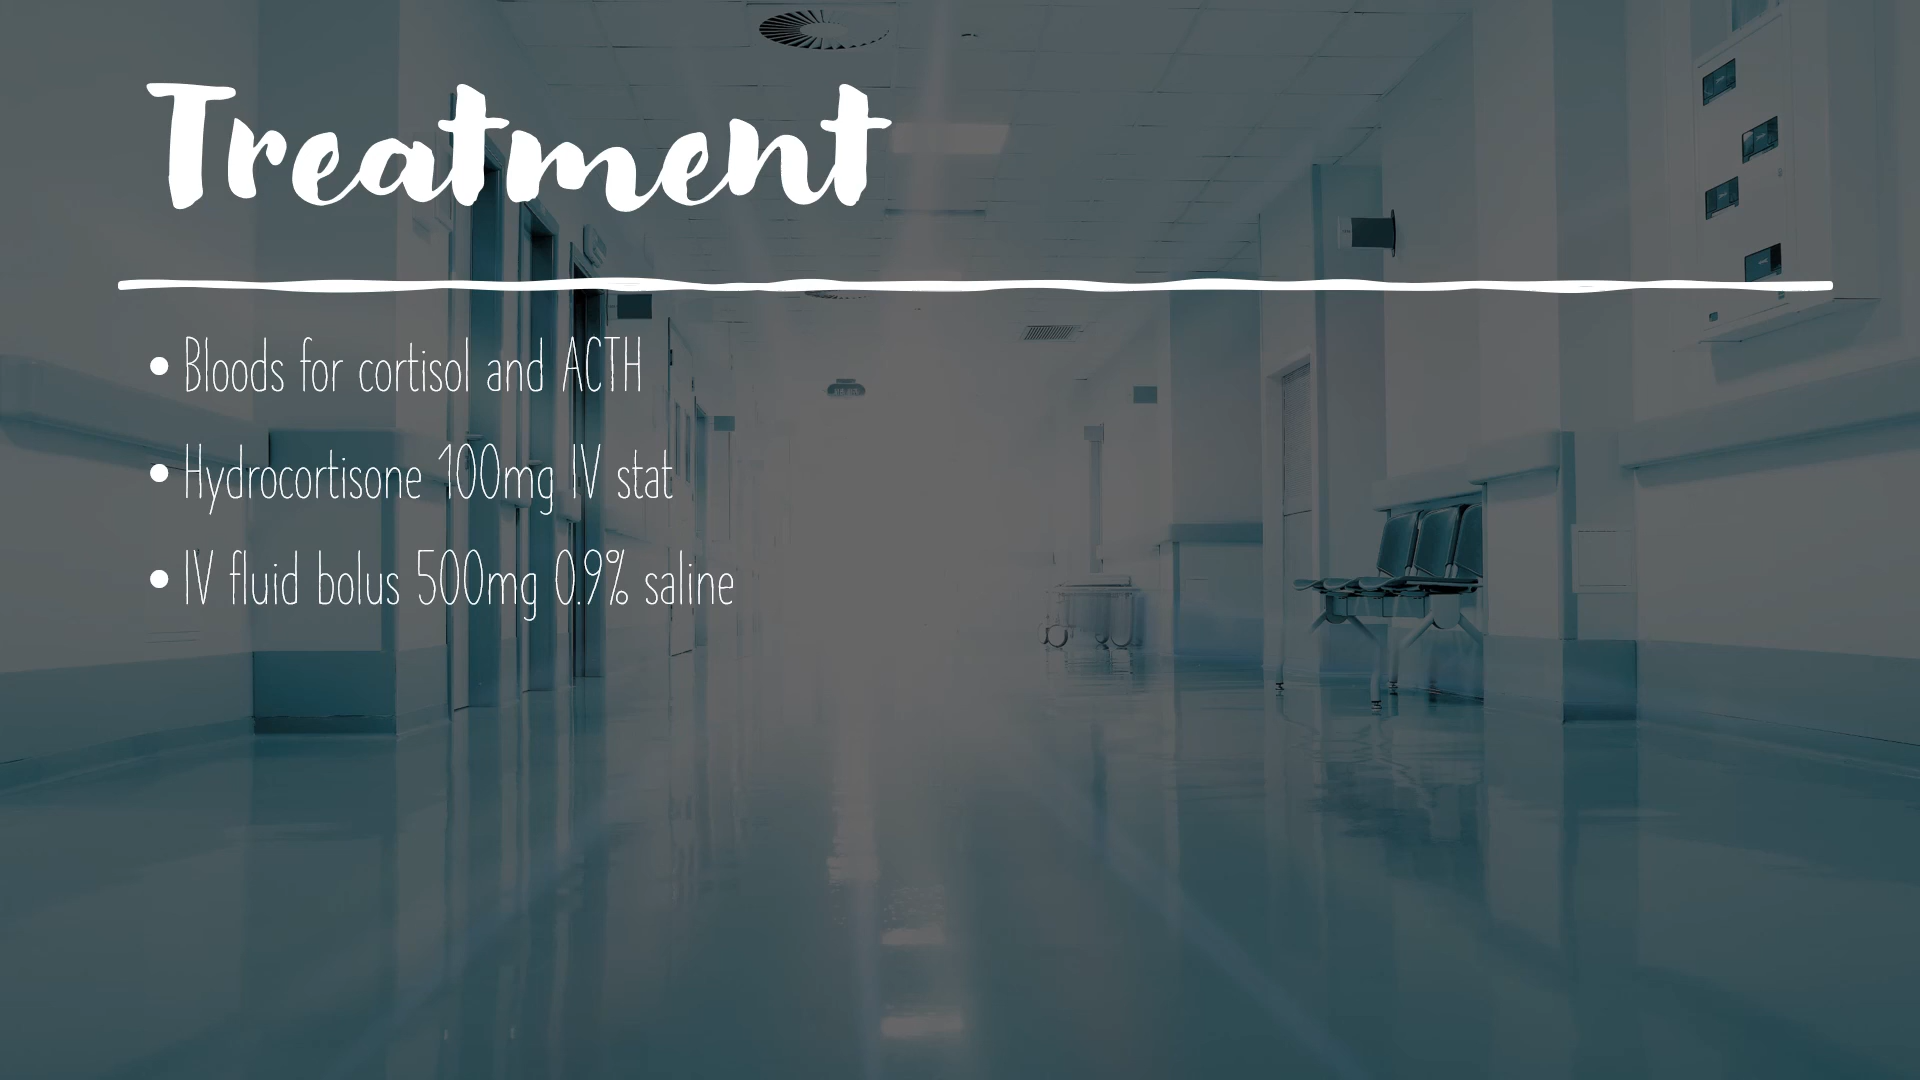 Treatment
• Bloods for cortisol and ACTH
• Hydrocortisone 100mg IV stat
• IV fluid bolus 500mg 0.9% saline